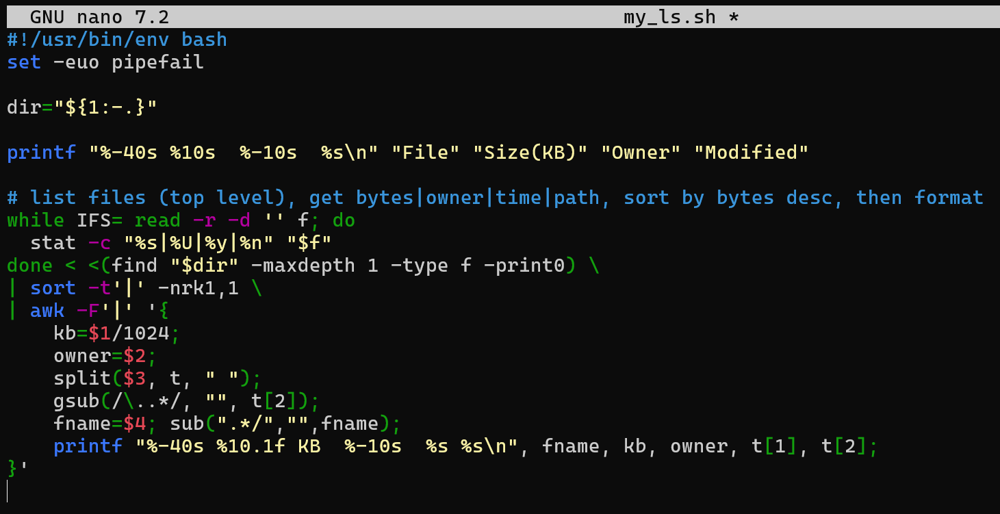 GNU nano 7.2 my_ls.sh *
#!/usr/bin/env bash
set -euo pipefail

dir="${1:-.}"

printf "%-40s %10s  %-10s  %s\n" "File" "Size(KB)" "Owner" "Modified"

# list files (top level), get bytes|owner|time|path, sort by bytes desc, then format
while IFS= read -r -d '' f; do
  stat -c "%s|%U|%y|%n" "$f"
done < <(find "$dir" -maxdepth 1 -type f -print0) \
| sort -t'|' -nrk1,1 \
| awk -F'|' '{
    kb=$1/1024;
    owner=$2;
    split($3, t, " ");
    gsub(/\..*/, "", t[2]);
    fname=$4; sub(".*/","",fname);
    printf "%-40s %10.1f KB  %-10s  %s %s\n", fname, kb, owner, t[1], t[2];
}'